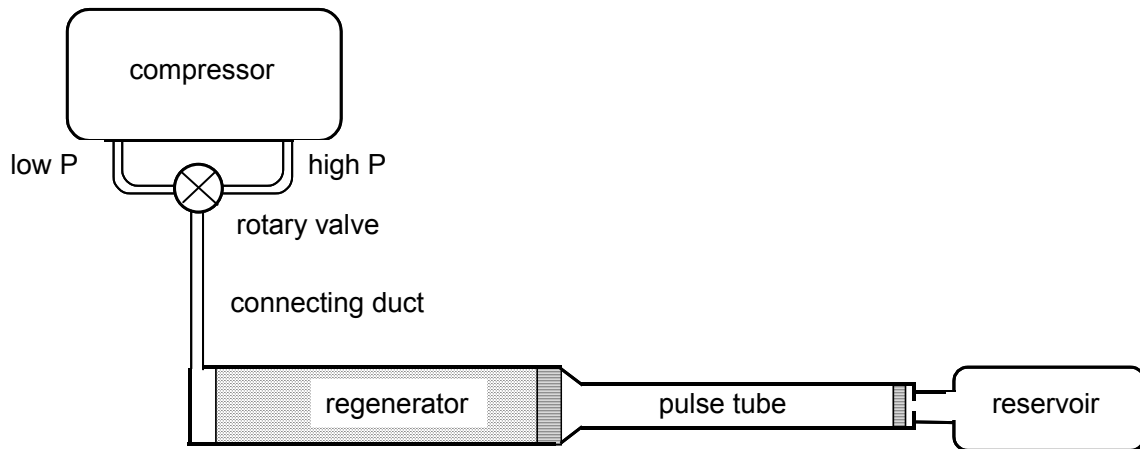 compressor
low P
high P
rotary valve
connecting duct
regenerator
pulse tube
reservoir